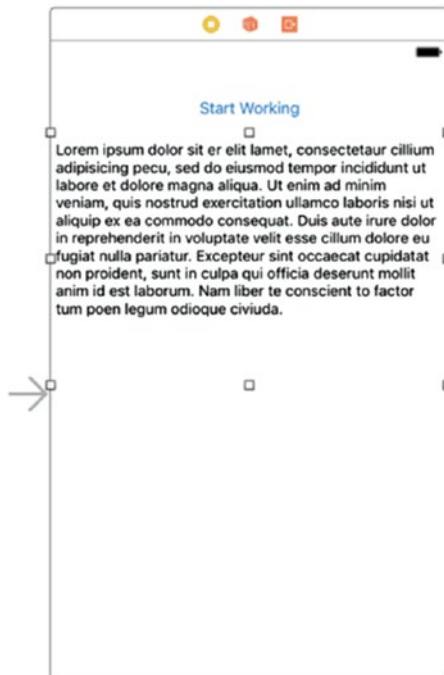 Start Working
Lorem ipsum dolor sit er elit lamet, consectetaur cillium
adipisicing pecu, sed do eiusmod tempor incididunt ut
labore et dolore magna aliqua. Ut enim ad minim
veniam, quis nostrud exercitation ullamco laboris nisi ut
aliquip ex ea commodo consequat. Duis aute irure dolor
in reprehenderit in voluptate velit esse cillum dolore eu
fugiat nulla pariatur. Excepteur sint occaecat cupidatat
non proident, sunt in culpa qui officia deserunt mollit
anim id est laborum. Nam liber te conscient to factor
tum poen legum odioque civiuda.